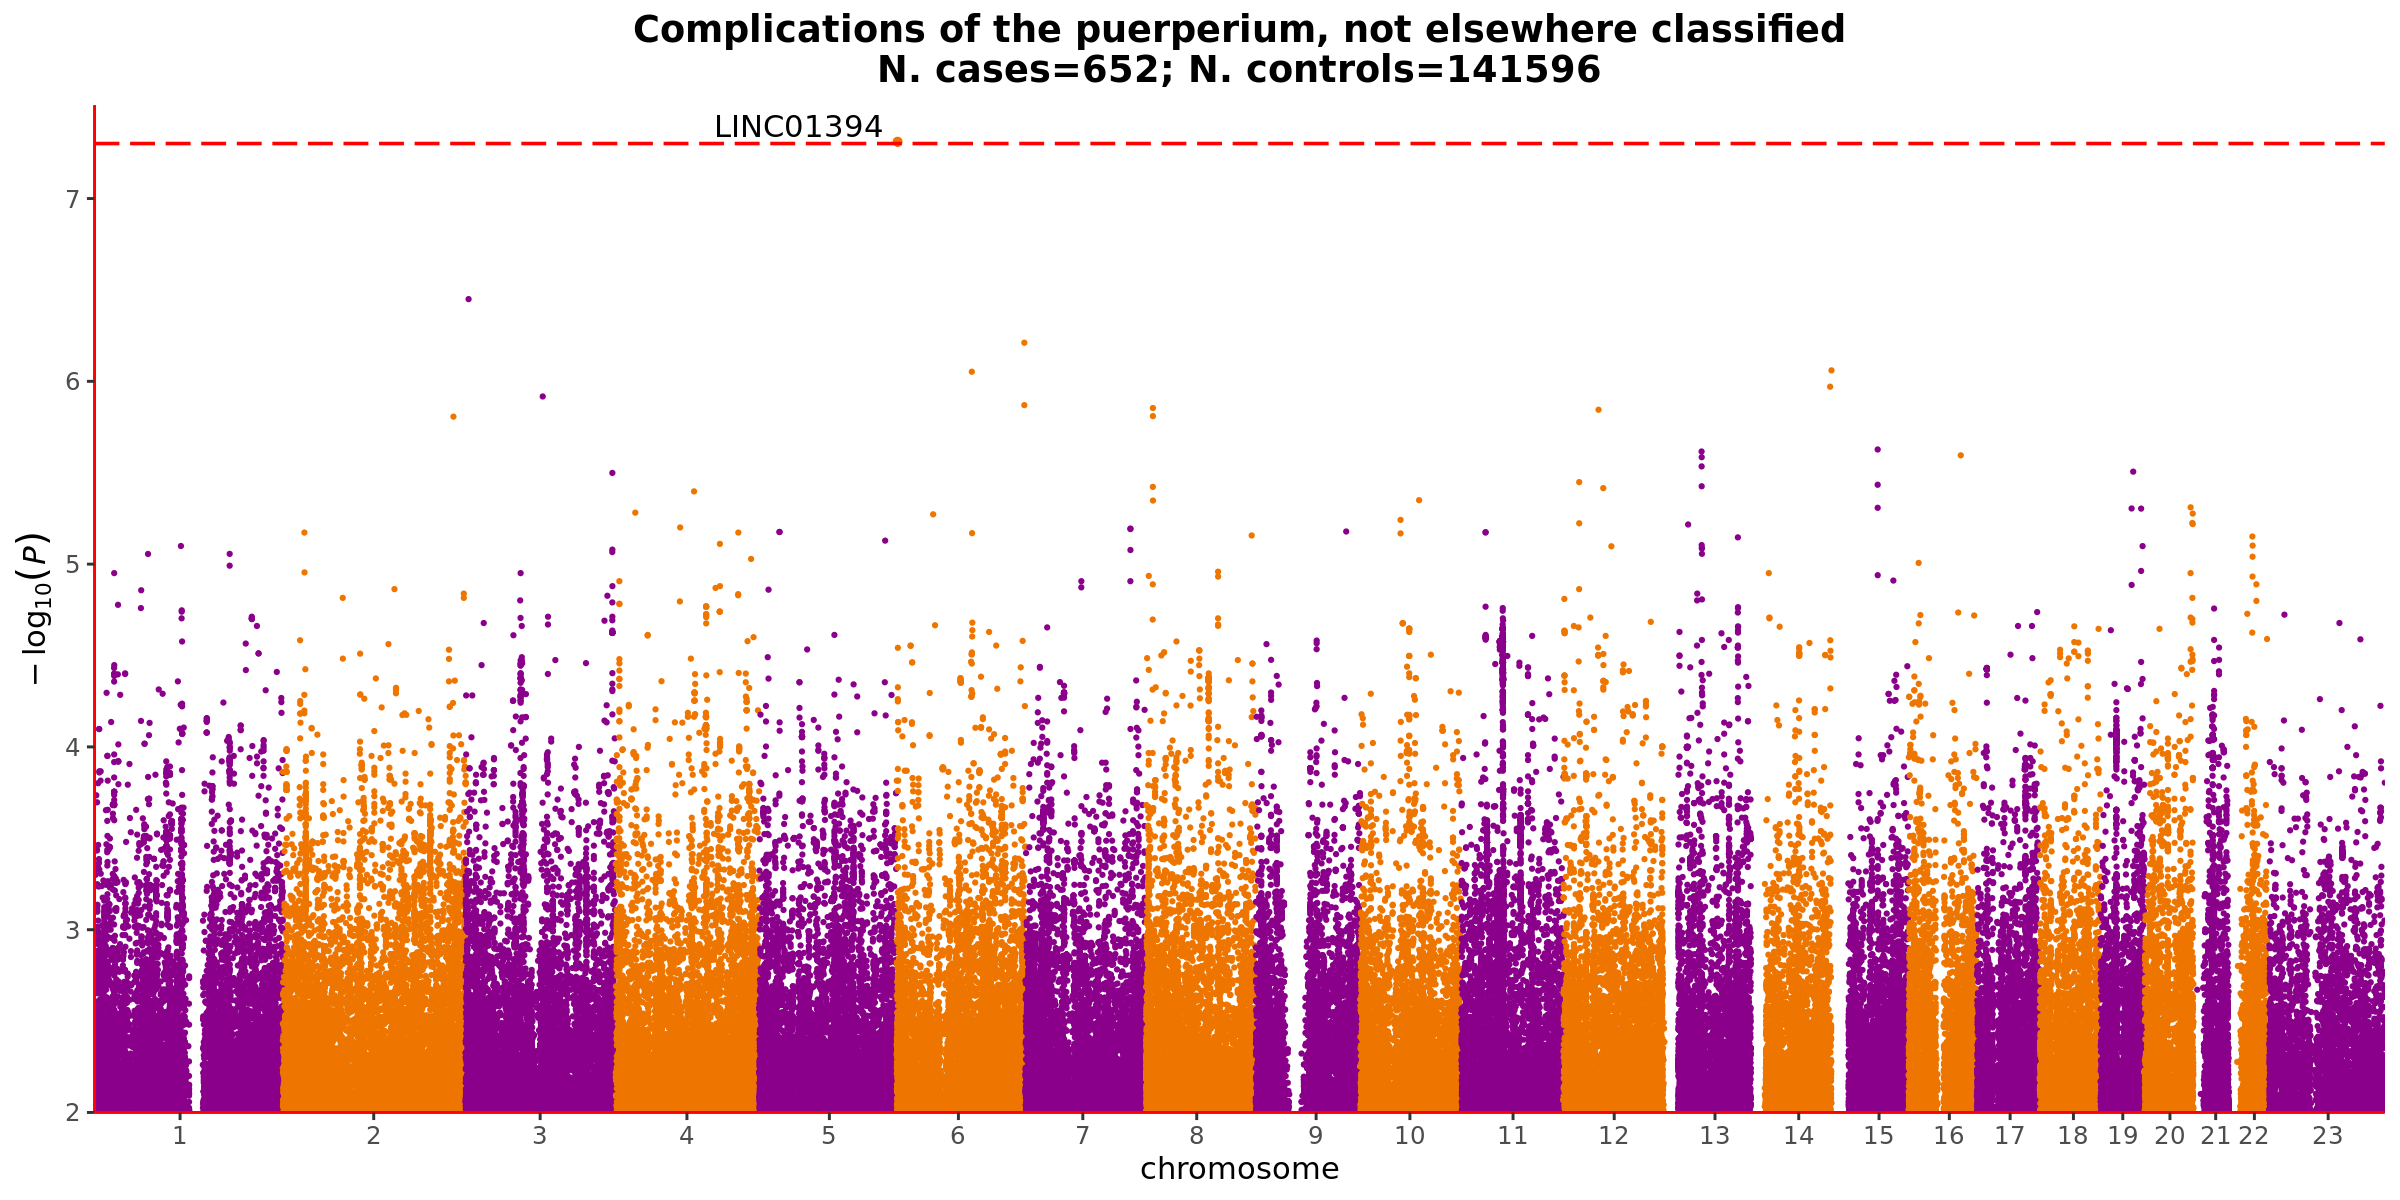 Complications of the puerperium, not elsewhere classified
N. cases=652; N. controls=141596
LINC01394
7
6
5
4
3
2
−log10(P)
1 2 3 4 5 6 7 8 9 10 11 12 13 14 15 16 17 18 19 20 21 22 23
chromosome